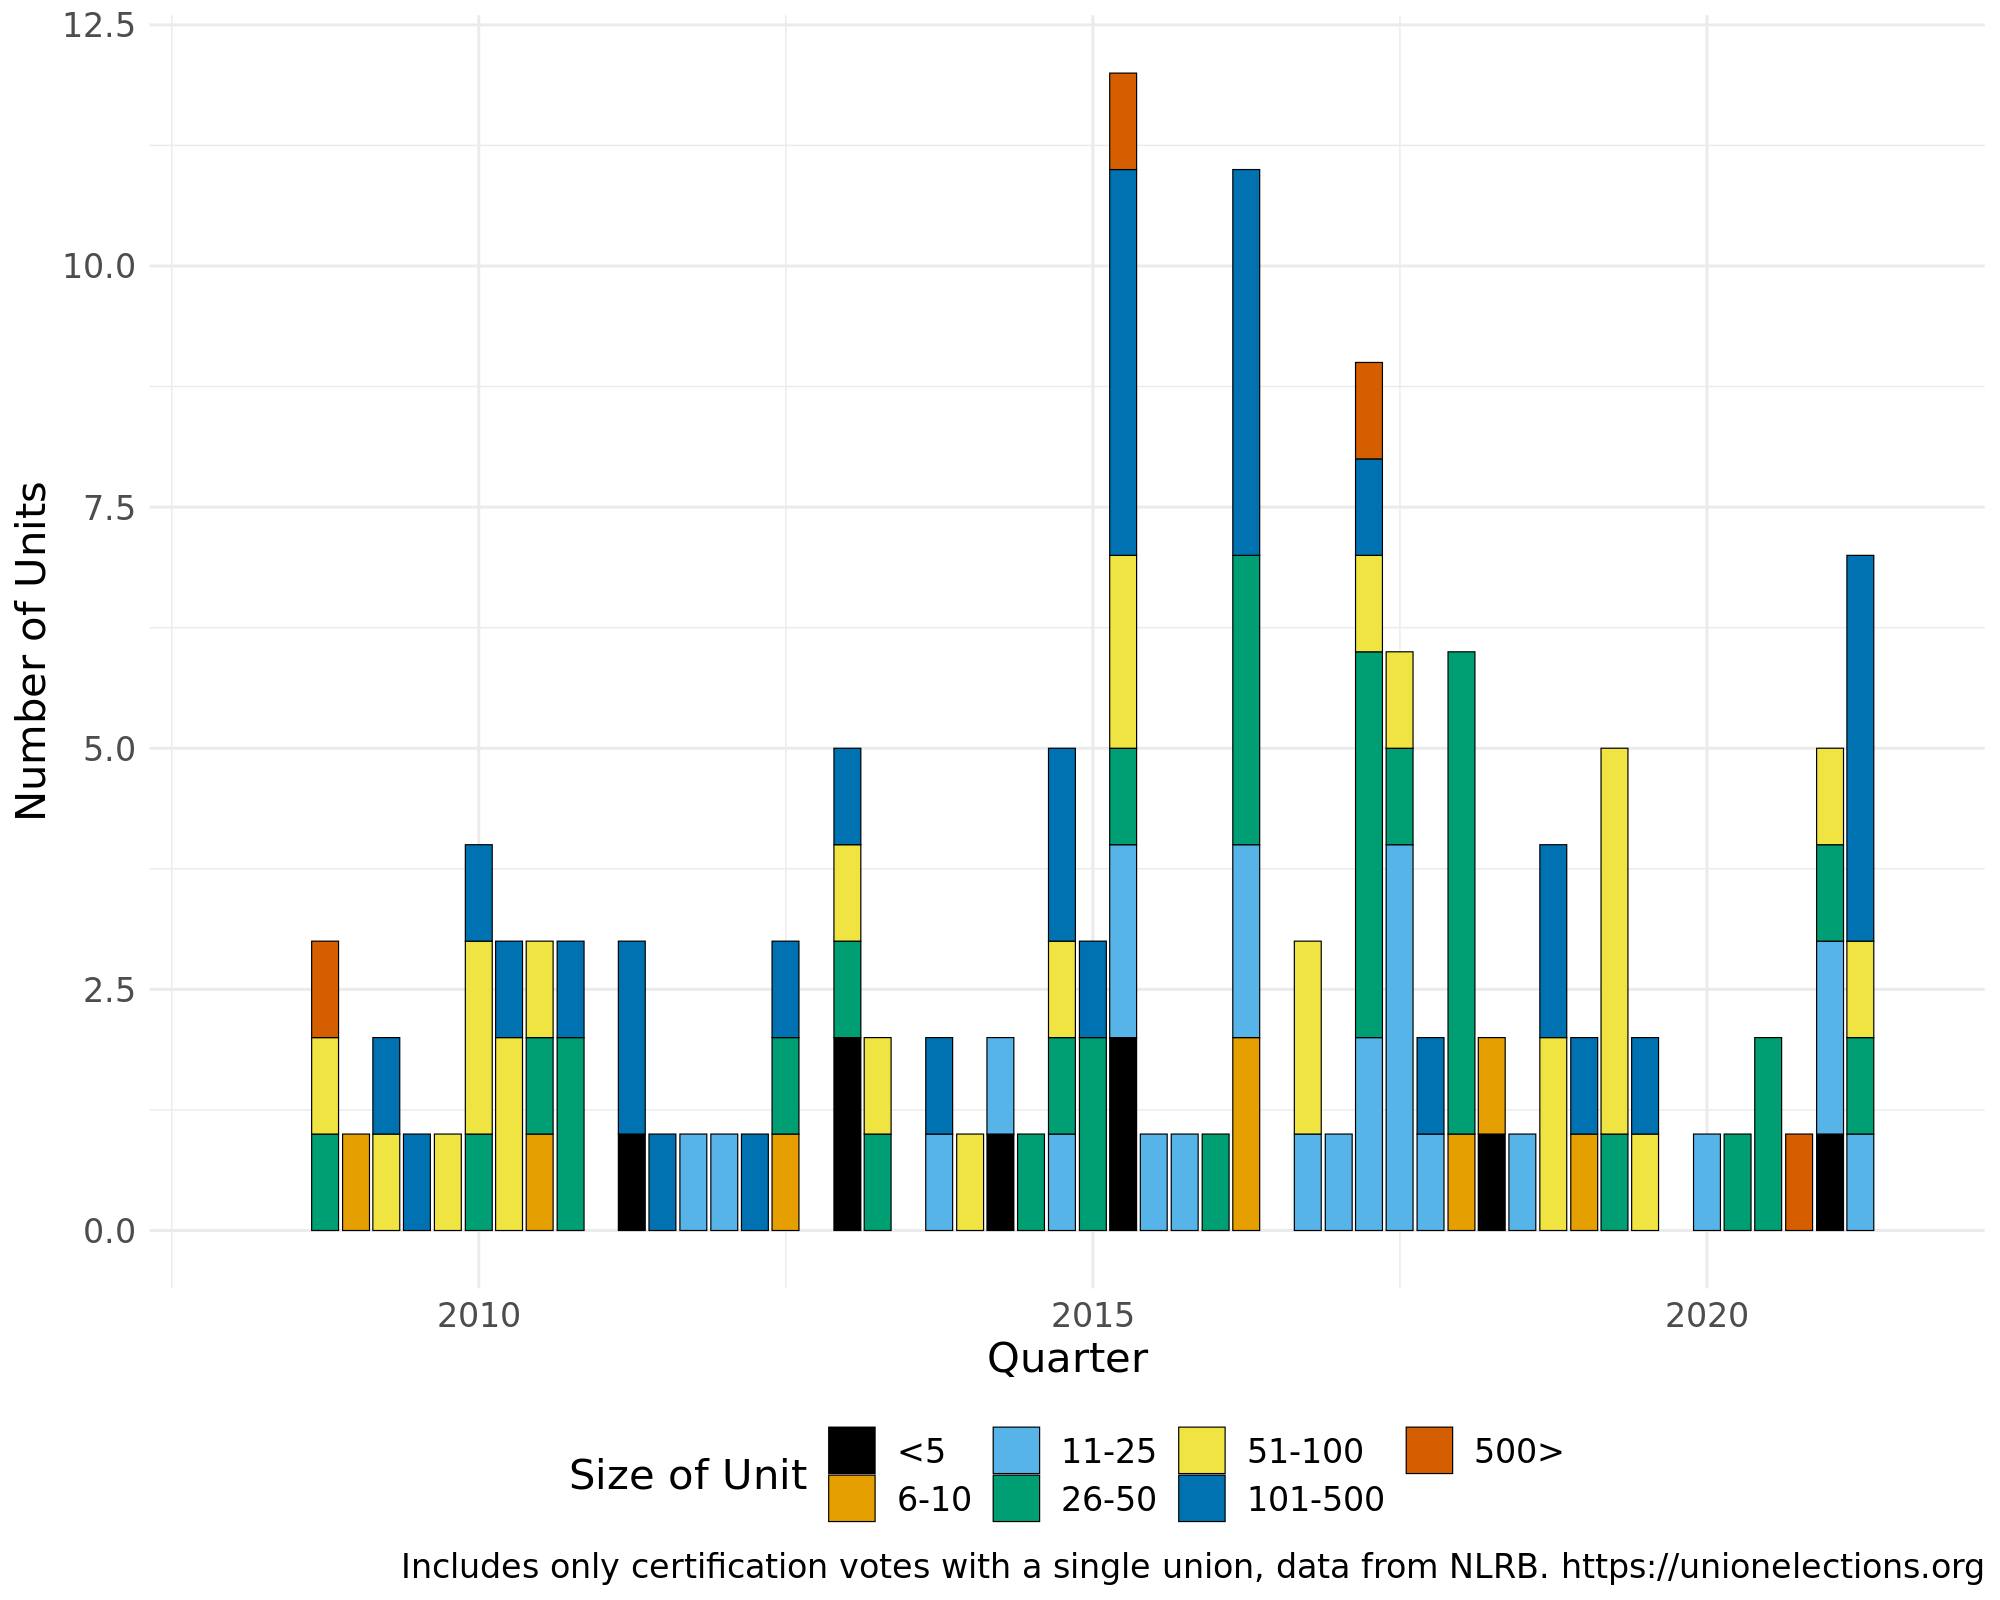 12.5
10.0
7.5
5.0
2.5
0.0
Number of Units
2010 2015 2020
Quarter
Size of Unit
<5 11-25 51-100 500>
6-10 26-50 101-500
Includes only certification votes with a single union, data from NLRB. https://unionelections.org